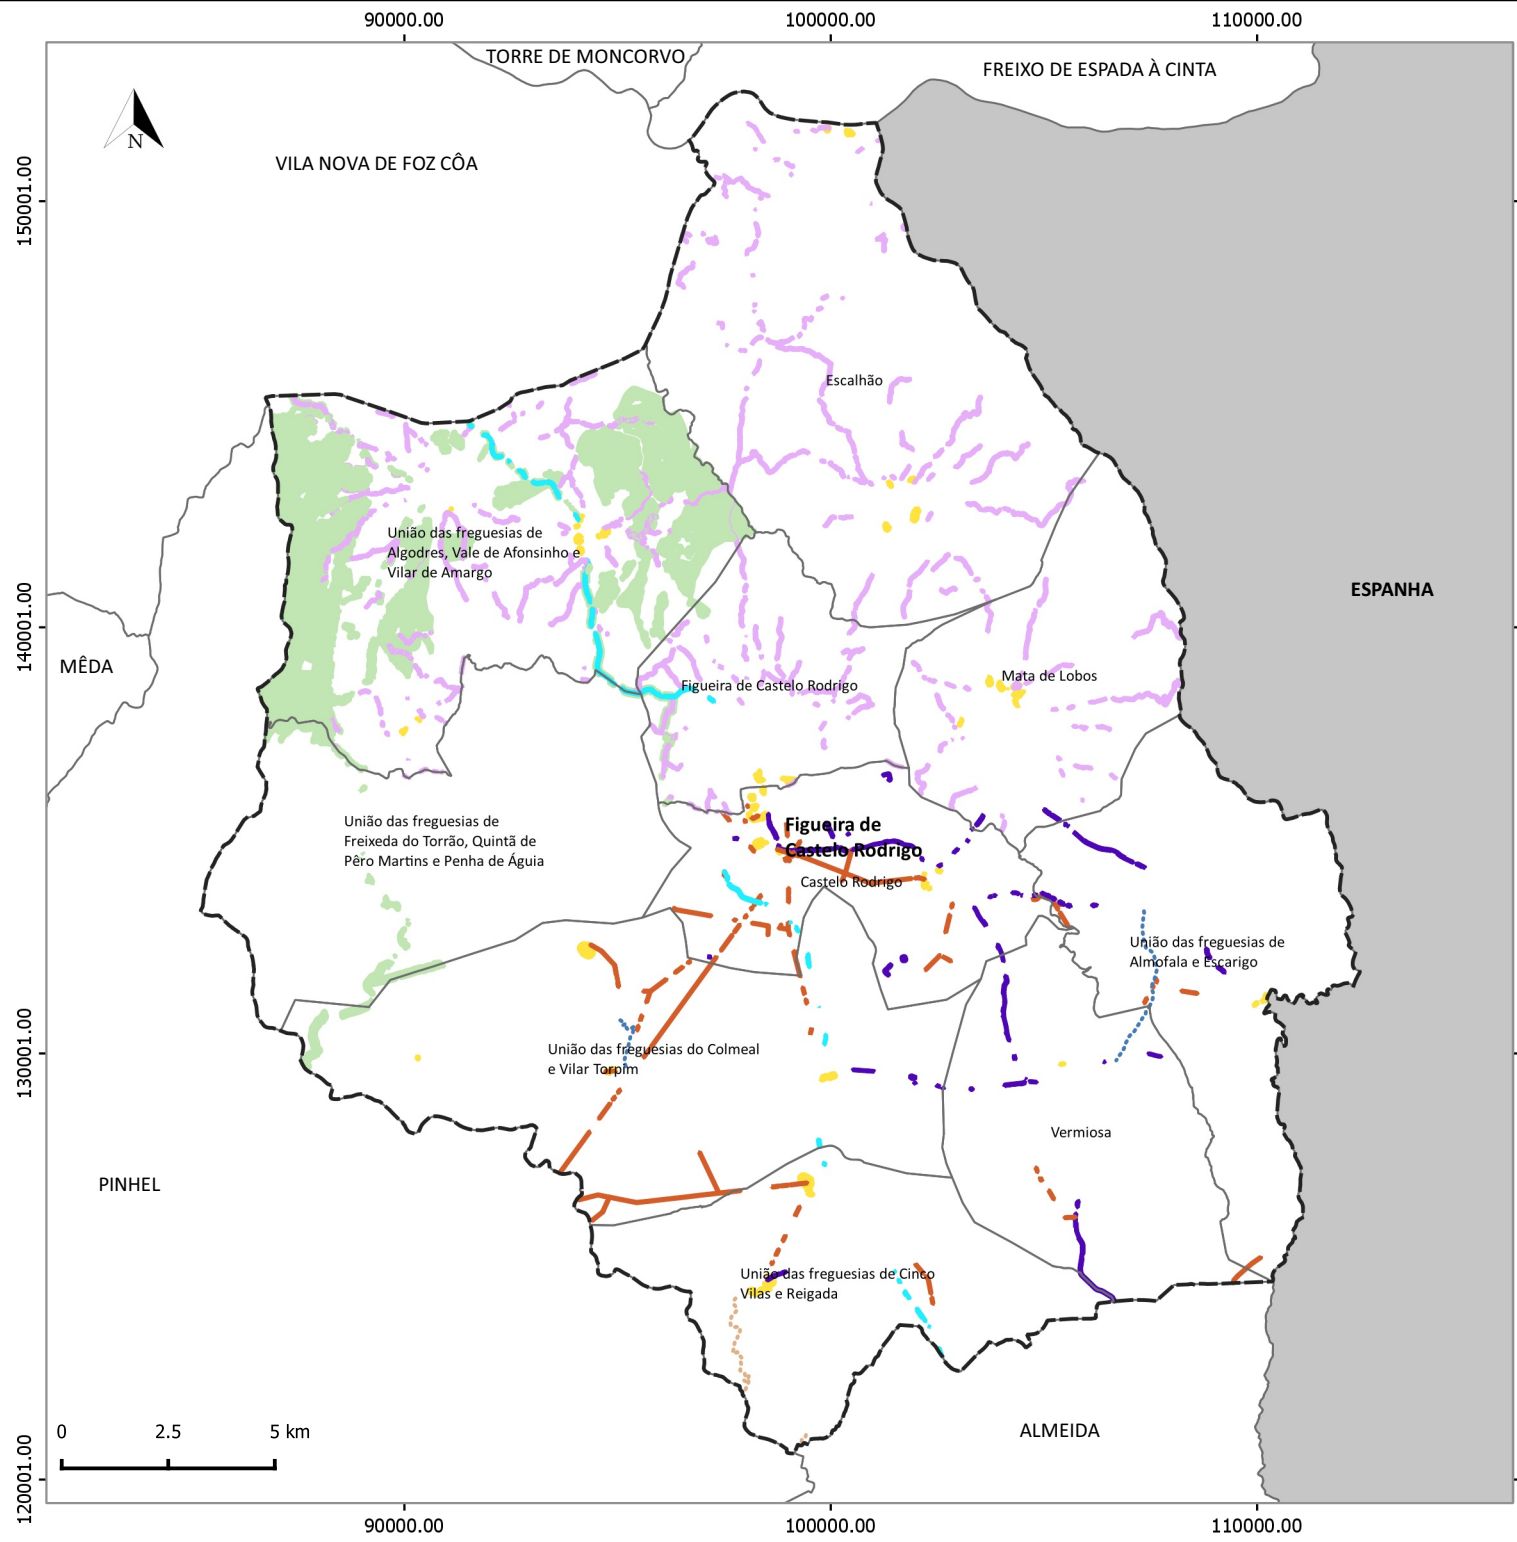 90000.00
100000.00
110000.00
TORRE DE MONCORVO
FREIXO DE ESPADA À CINTA
N
VILA NOVA DE FOZ CÔA
150001.00
Escalhão
União das freguesias de
Algodres, Vale de Afonsinho e
Vilar de Amargo
ESPANHA
140001.00
MÊDA
Mata de Lobos
Figueira de Castelo Rodrigo
União das freguesias de
Freixeda do Torrão, Quintã de
Pêro Martins e Penha de Águia
Figueira de
Castelo Rodrigo
Castelo Rodrigo
União das freguesias de
Almofala e Escarigo
130001.00
União das freguesias do Colmeal
e Vilar Torpim
Vermiosa
PINHEL
União das freguesias de Cinco
Vilas e Reigada
0 2.5 5 km
ALMEIDA
120001.00
90000.00
100000.00
110000.00